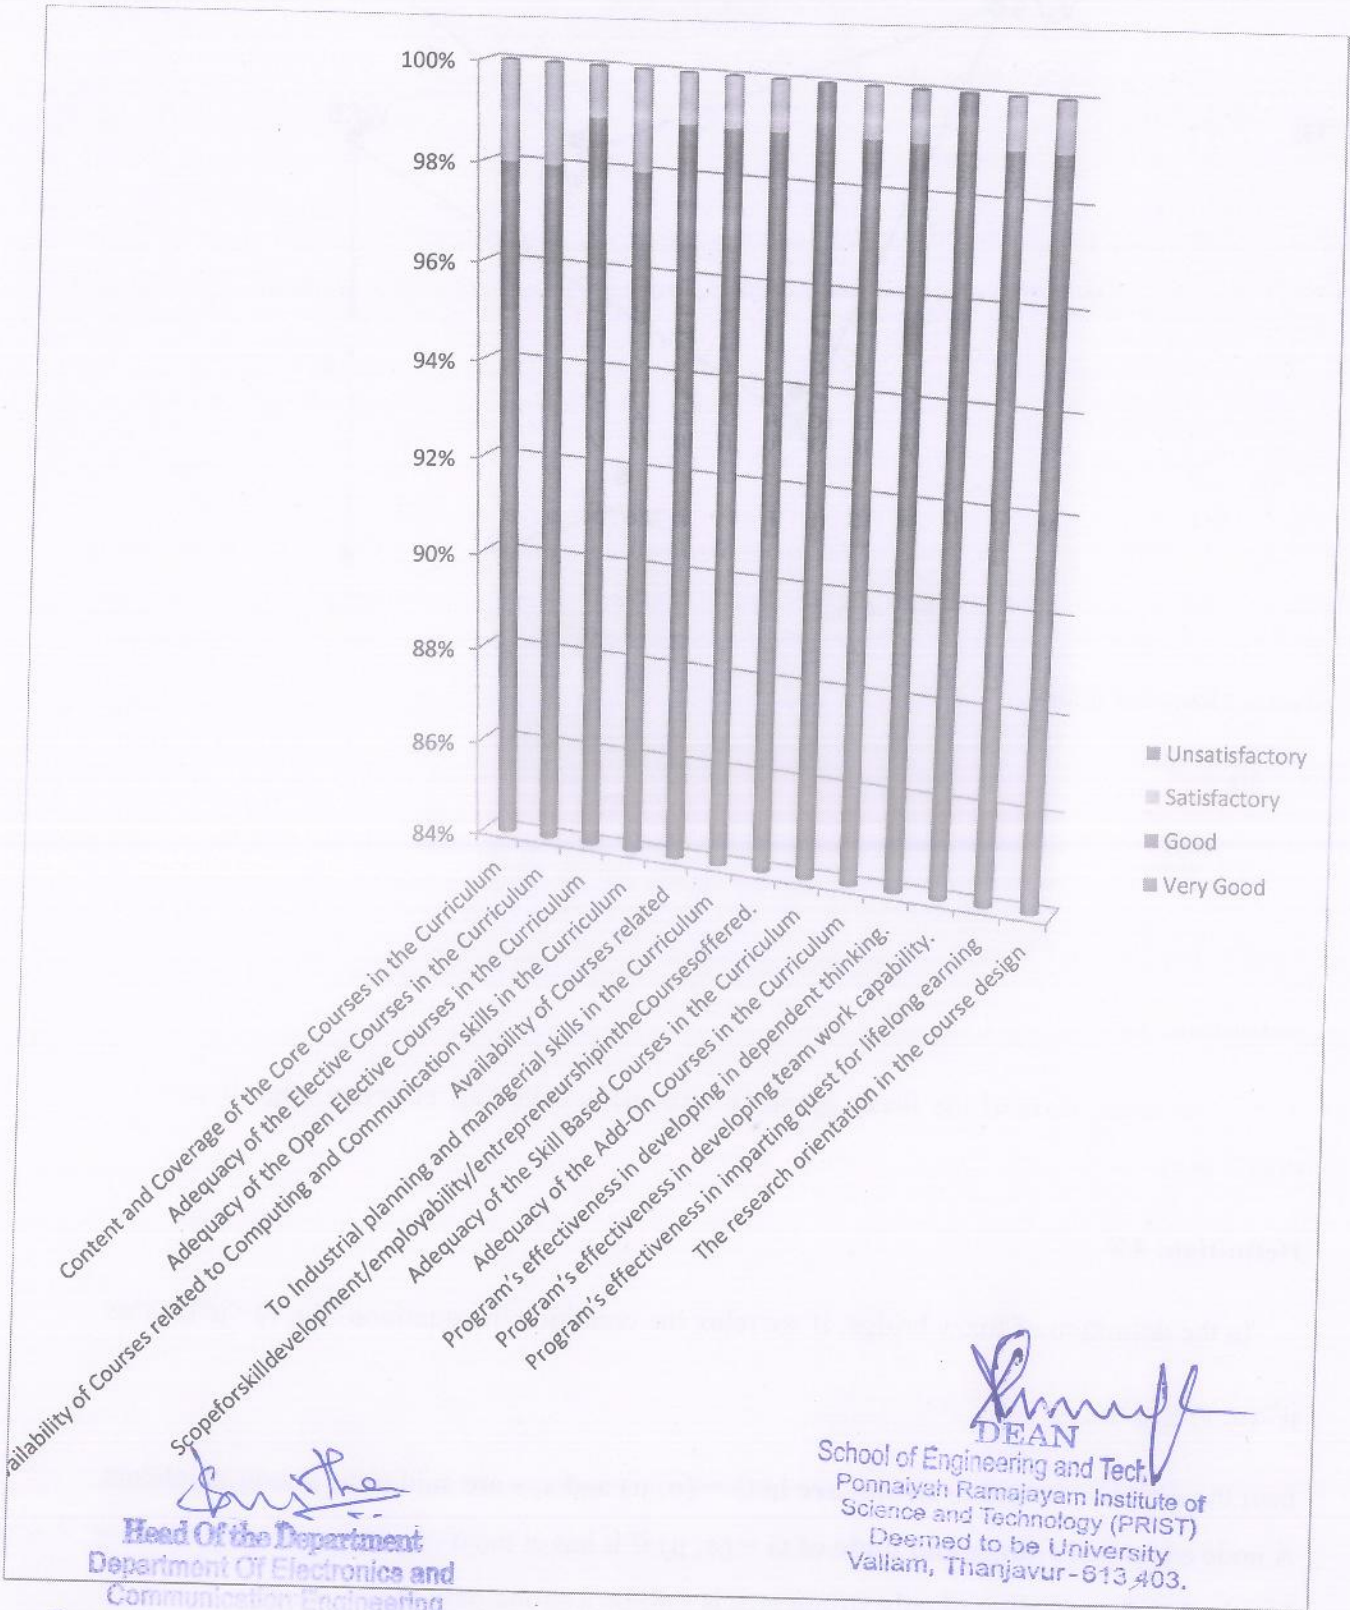 100%
98%
96%
94%
92%
90%
88%
86%
84%
Unsatisfactory
Satisfactory
Good
Very Good
Content and Coverage of the Core Courses in the Curriculum
Adequacy of the Elective Courses in the Curriculum
Adequacy of the Open Elective Courses in the Curriculum
ailability of Courses related to Computing and Communication skills in the Curriculum
Availability of Courses related
To Industrial planning and managerial skills in the Curriculum
Scopeforskilldevelopment/employability/entrepreneurshipintheCoursesoffered.
Adequacy of the Skill Based Courses in the Curriculum
Adequacy of the Add-On Courses in the Curriculum
Program's effectiveness in developing in dependent thinking.
Program's effectiveness in developing team work capability.
Program's effectiveness in imparting quest for lifelong earning
The research orientation in the course design
Head Of the Department
Department Of Electronics and
Communication Engineering
DEAN
School of Engineering and Tech.
Ponnaiyah Ramajayam Institute of
Science and Technology (PRIST)
Deemed to be University
Vallam, Thanjavur-613 403.